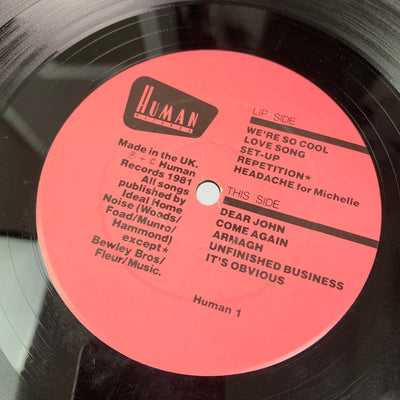 HUMAN
RECORDS
Made in the UK.
℗ + © Human
Records 1981
All songs
published by
Ideal Home
Noise (Woods/
Foad/Munro/
Hammond)
except*
Bewley Bros/
Fleur/Music.
LIP SIDE
WE'RE SO COOL
LOVE SONG
SET-UP
REPETITION*
HEADACHE for Michelle
THIS SIDE
DEAR JOHN
COME AGAIN
ARMAGH
UNFINISHED BUSINESS
IT'S OBVIOUS
Human 1